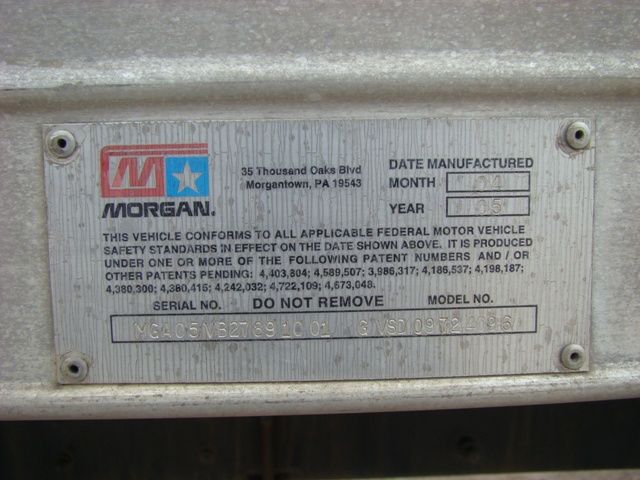 MORGAN.
35 Thousand Oaks Blvd
Morgantown, PA 19543
DATE MANUFACTURED
MONTH 04
YEAR 05
THIS VEHICLE CONFORMS TO ALL APPLICABLE FEDERAL MOTOR VEHICLE
SAFETY STANDARDS IN EFFECT ON THE DATE SHOWN ABOVE. IT IS PRODUCED
UNDER ONE OR MORE OF THE FOLLOWING PATENT NUMBERS AND / OR
OTHER PATENTS PENDING: 4,403,804; 4,589,507; 3,986,317; 4,186,537; 4,198,187;
4,380,300; 4,380,415; 4,242,032; 4,722,109; 4,673,048.
SERIAL NO. DO NOT REMOVE MODEL NO.